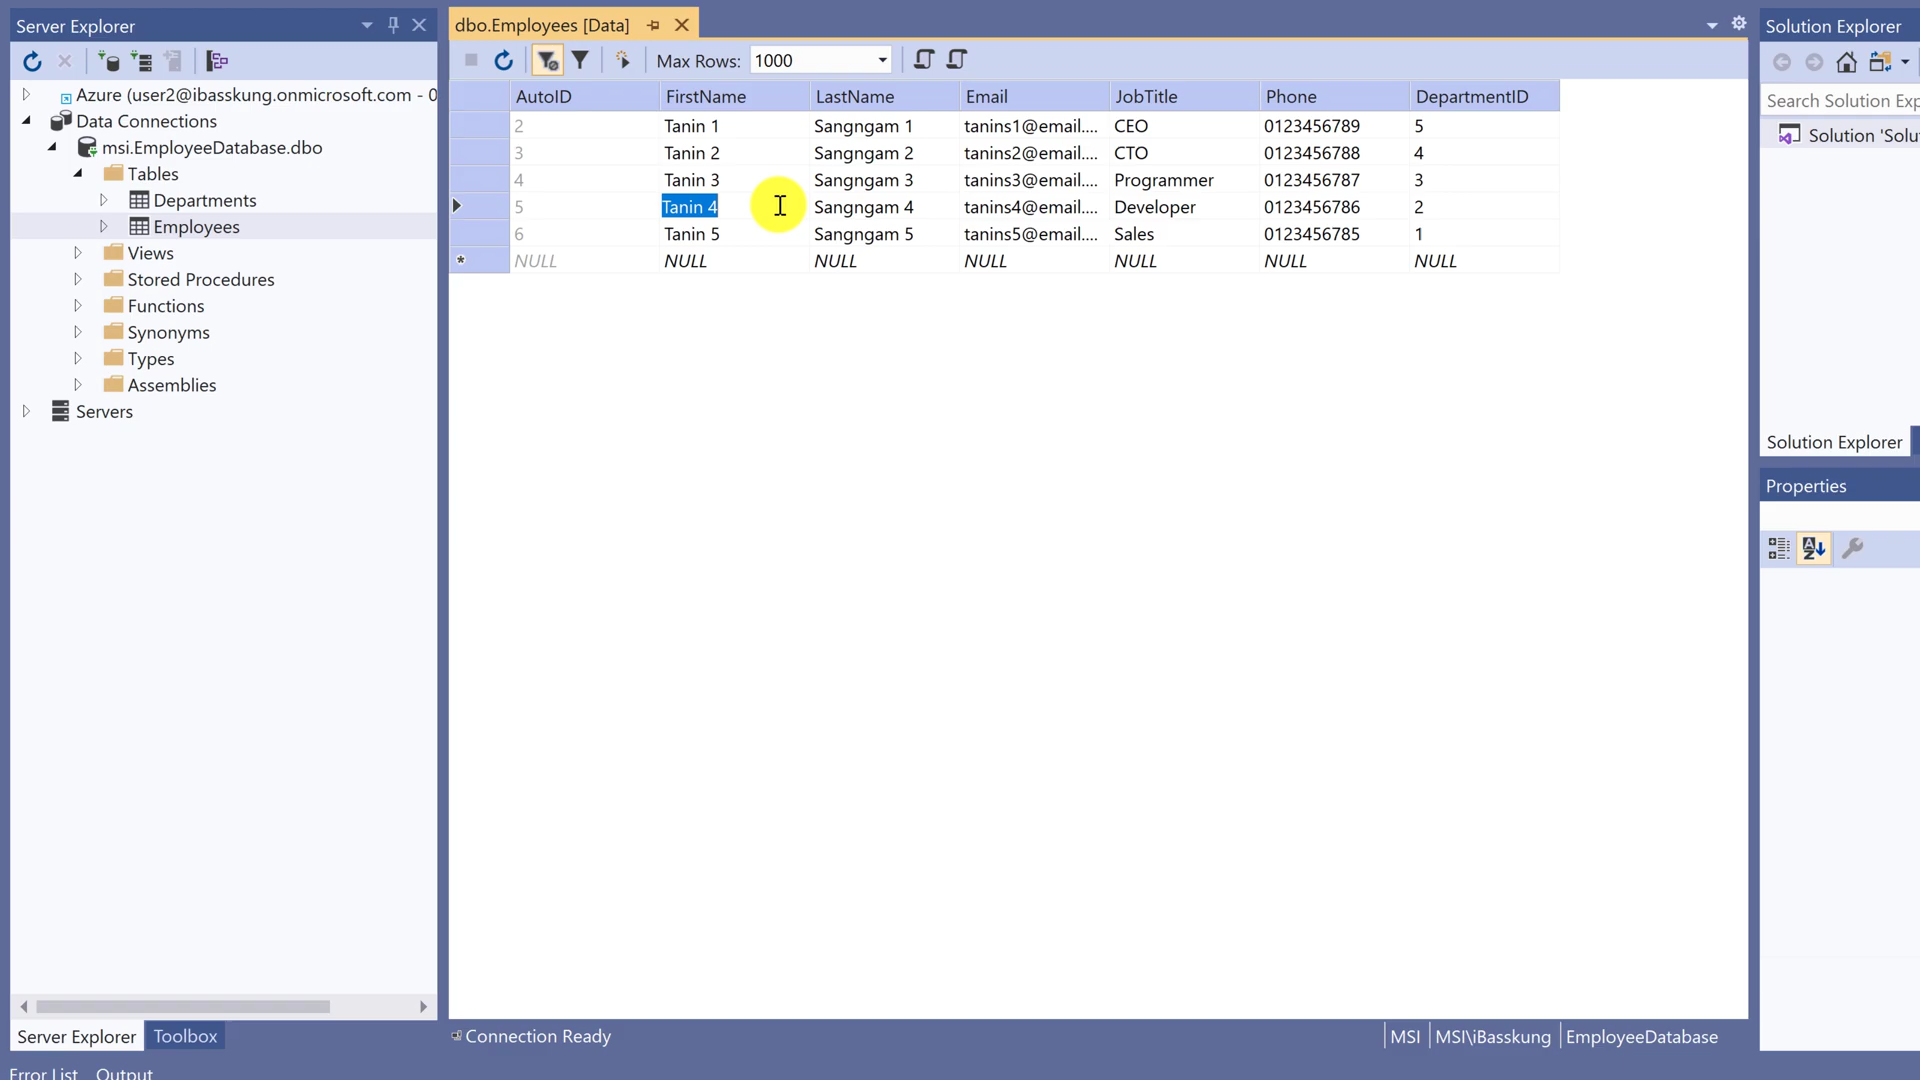 Server Explorer
Azure (user2@ibasskung.onmicrosoft.com - 0
Data Connections
msi.EmployeeDatabase.dbo
Tables
Departments
Employees
Views
Stored Procedures
Functions
Synonyms
Types
Assemblies
Servers
Server Explorer Toolbox
Error List Output
dbo.Employees [Data]
Max Rows: 1000
AutoID FirstName LastName Email JobTitle Phone DepartmentID
2 Tanin 1 Sangngam 1 tanins1@email.... CEO 0123456789 5
3 Tanin 2 Sangngam 2 tanins2@email.... CTO 0123456788 4
4 Tanin 3 Sangngam 3 tanins3@email.... Programmer 0123456787 3
5 Tanin 4 Sangngam 4 tanins4@email.... Developer 0123456786 2
6 Tanin 5 Sangngam 5 tanins5@email.... Sales 0123456785 1
* NULL NULL NULL NULL NULL NULL NULL
Connection Ready
MSI MSI\iBasskung EmployeeDatabase
Solution Explorer
Search Solution Exp
Solution 'Solu
Solution Explorer
Properties